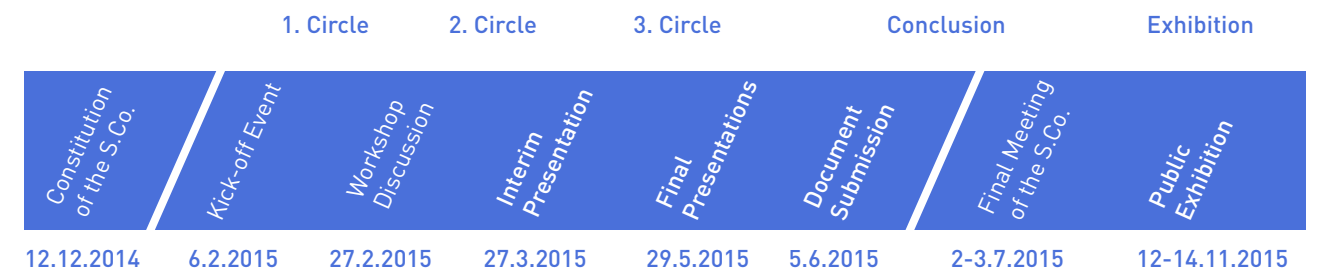 1. Circle
2. Circle
3. Circle
Conclusion
Exhibition
Constitution
of the S.Co.
Kick-off Event
Workshop
Discussion
Interim
Presentation
Final
Presentations
Document
Submission
Final Meeting
of the S.Co.
Public
Exhibition
12.12.2014
6.2.2015
27.2.2015
27.3.2015
29.5.2015
5.6.2015
2-3.7.2015
12-14.11.2015